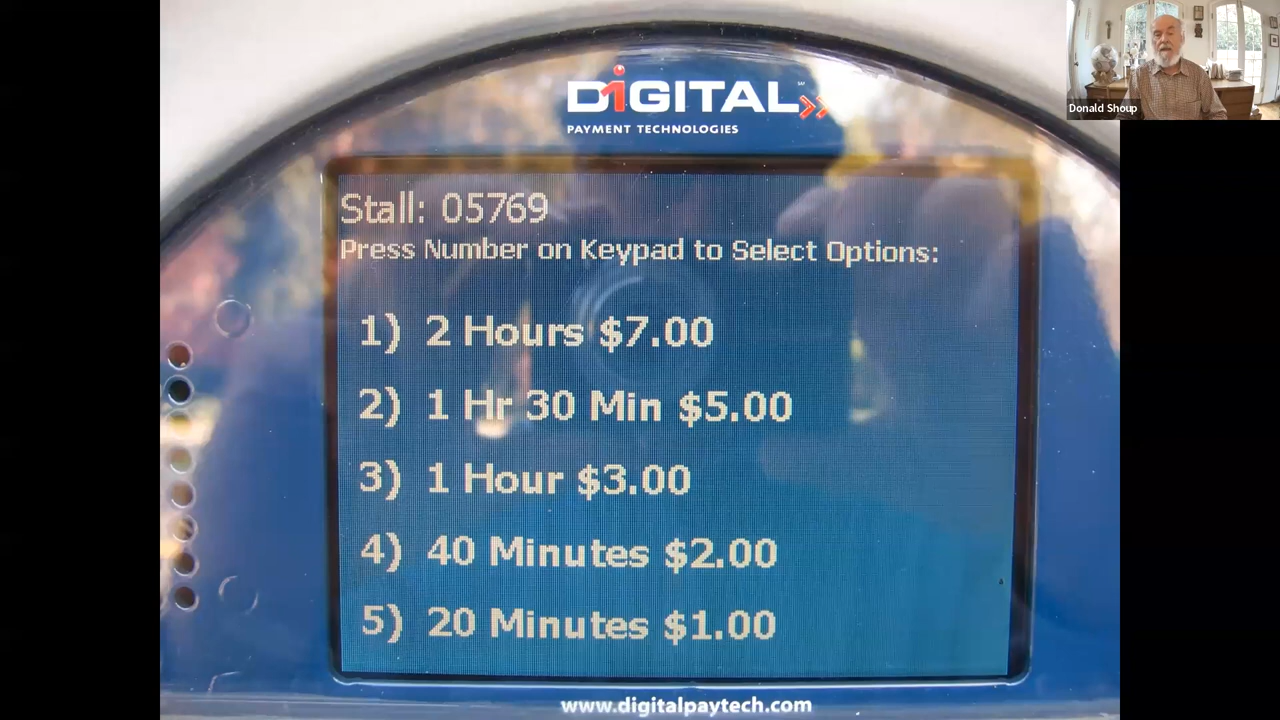 DIGITAL
PAYMENT TECHNOLOGIES
Donald Shoup
Stall: 05769
Press Number on Keypad to Select Options:
1) 2 Hours $7.00
2) 1 Hr 30 Min $5.00
3) 1 Hour $3.00
4) 40 Minutes $2.00
5) 20 Minutes $1.00
www.digitalpaytech.com